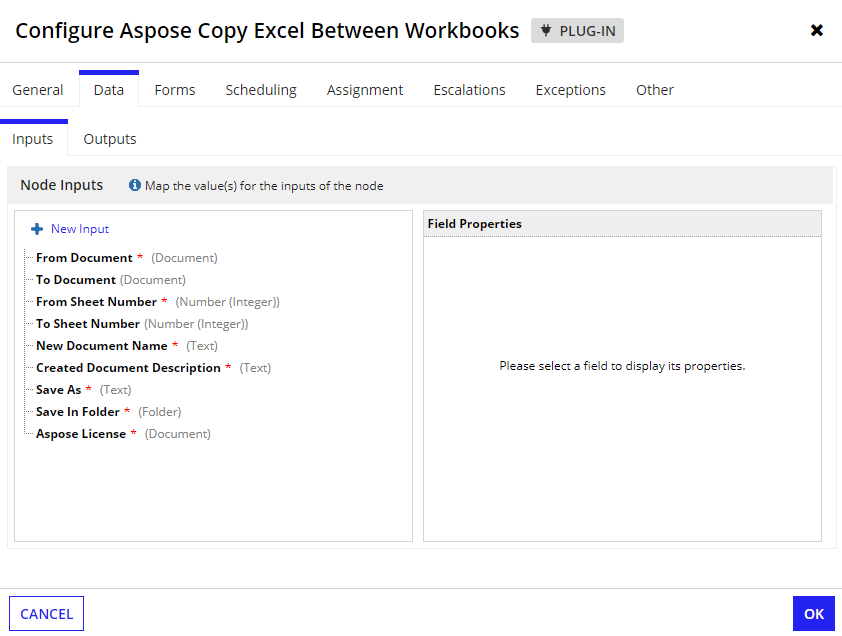 Configure Aspose Copy Excel Between Workbooks PLUG-IN
General Data Forms Scheduling Assignment Escalations Exceptions Other
Inputs Outputs
Node Inputs Map the value(s) for the inputs of the node
New Input
From Document * (Document)
To Document (Document)
From Sheet Number * (Number (Integer))
To Sheet Number (Number (Integer))
New Document Name * (Text)
Created Document Description * (Text)
Save As * (Text)
Save In Folder * (Folder)
Aspose License * (Document)
Field Properties
Please select a field to display its properties.
CANCEL OK